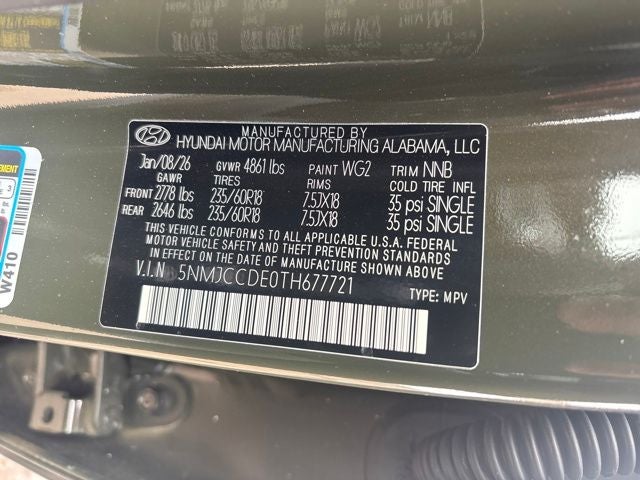 MANUFACTURED BY
HYUNDAI MOTOR MANUFACTURING ALABAMA, LLC
Jan/08/26 GVWR 4861 lbs PAINT WG2 TRIM NNB
GAWR TIRES RIMS COLD TIRE INFL
FRONT 2778 lbs 235/60R18 7.5JX18 35 psi SINGLE
REAR 2646 lbs 235/60R18 7.5JX18 35 psi SINGLE
THIS VEHICLE CONFORMS TO ALL APPLICABLE U.S.A. FEDERAL
MOTOR VEHICLE SAFETY AND THEFT PREVENTION STANDARDS
IN EFFECT ON THE DATE OF MANUFACTURE SHOWN ABOVE.
V.I.N 5NMJCCDE0TH677721
TYPE: MPV
3
W410